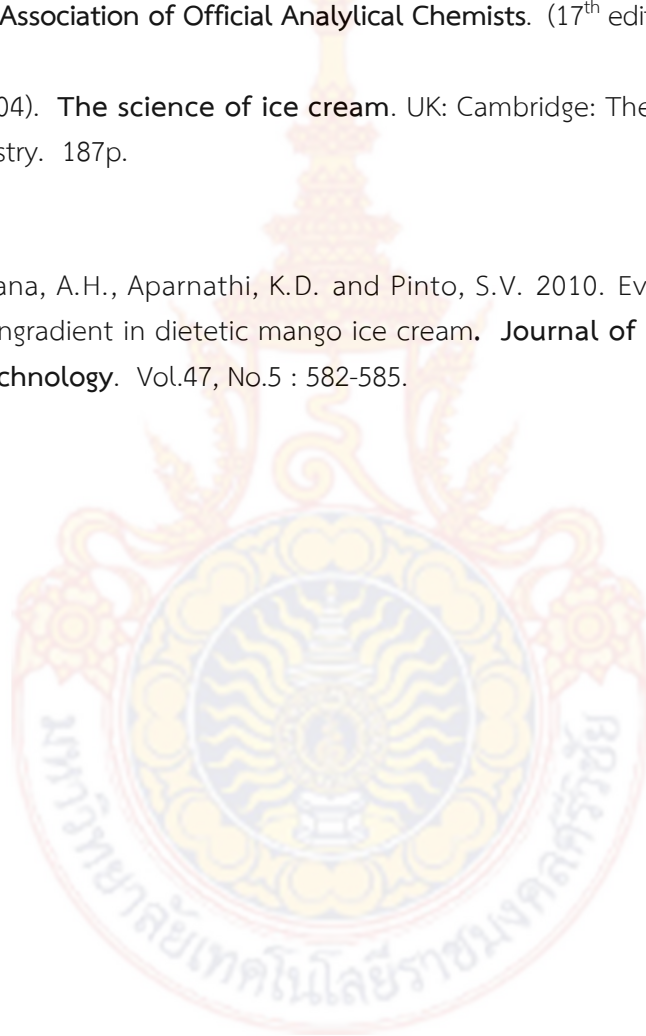 Association of Official Analylical Chemists. (17th edit
04). The science of ice cream. UK: Cambridge: The
stry. 187p.
ana, A.H., Aparnathi, K.D. and Pinto, S.V. 2010. Ev
ngradient in dietetic mango ice cream. Journal of
chnology. Vol.47, No.5 : 582-585.
มหาวิทยาลัยเทคโนโลยีราชมงคลศรีวิชัย